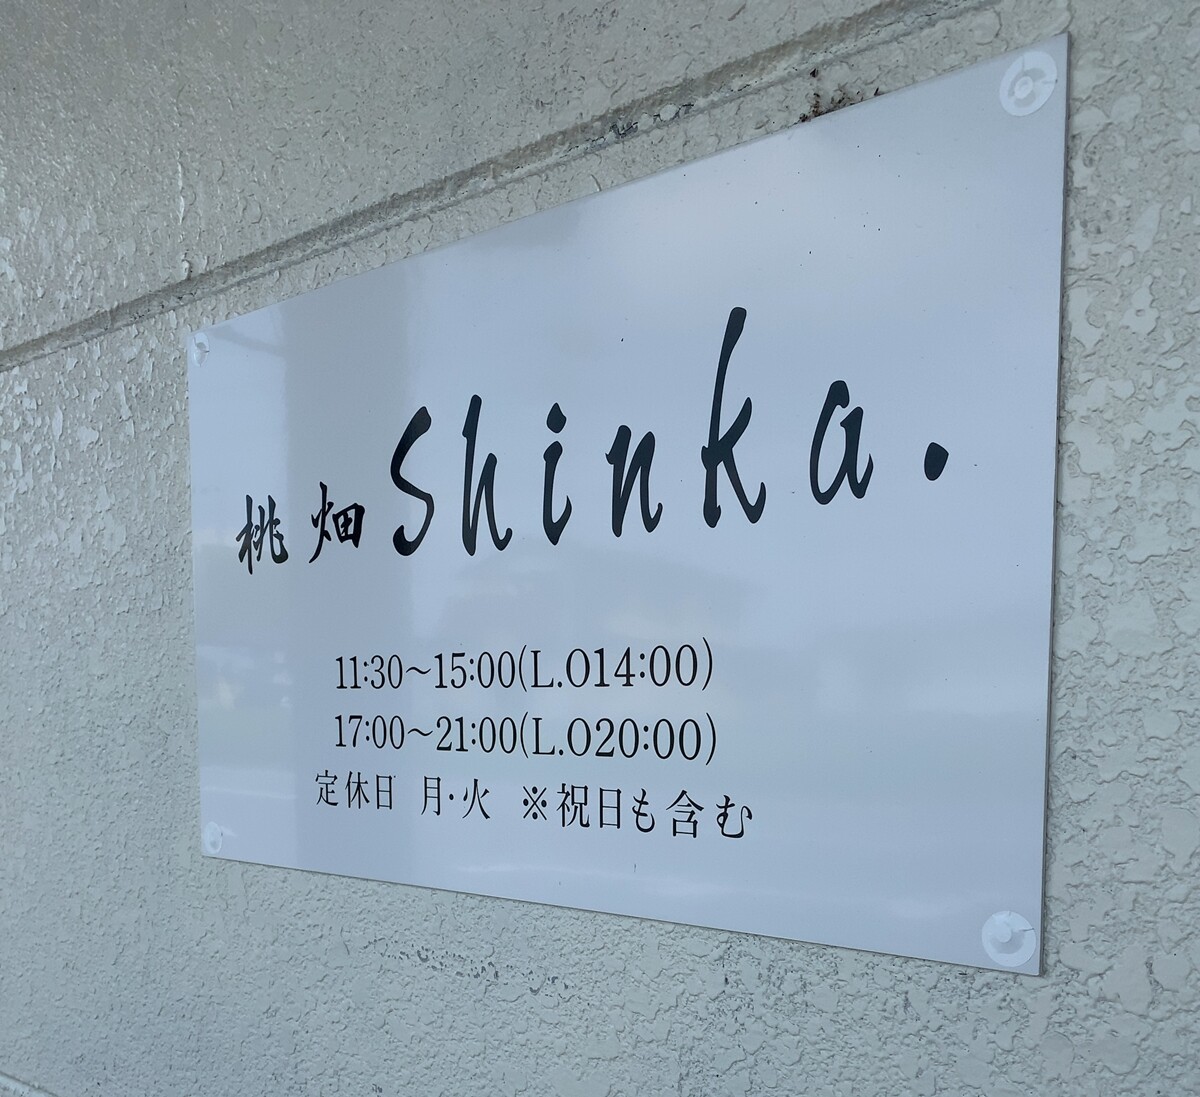 桃畑 Shinka.
11:30～15:00(L.O14:00)
17:00～21:00(L.O20:00)
定休日 月・火 ※祝日も含む